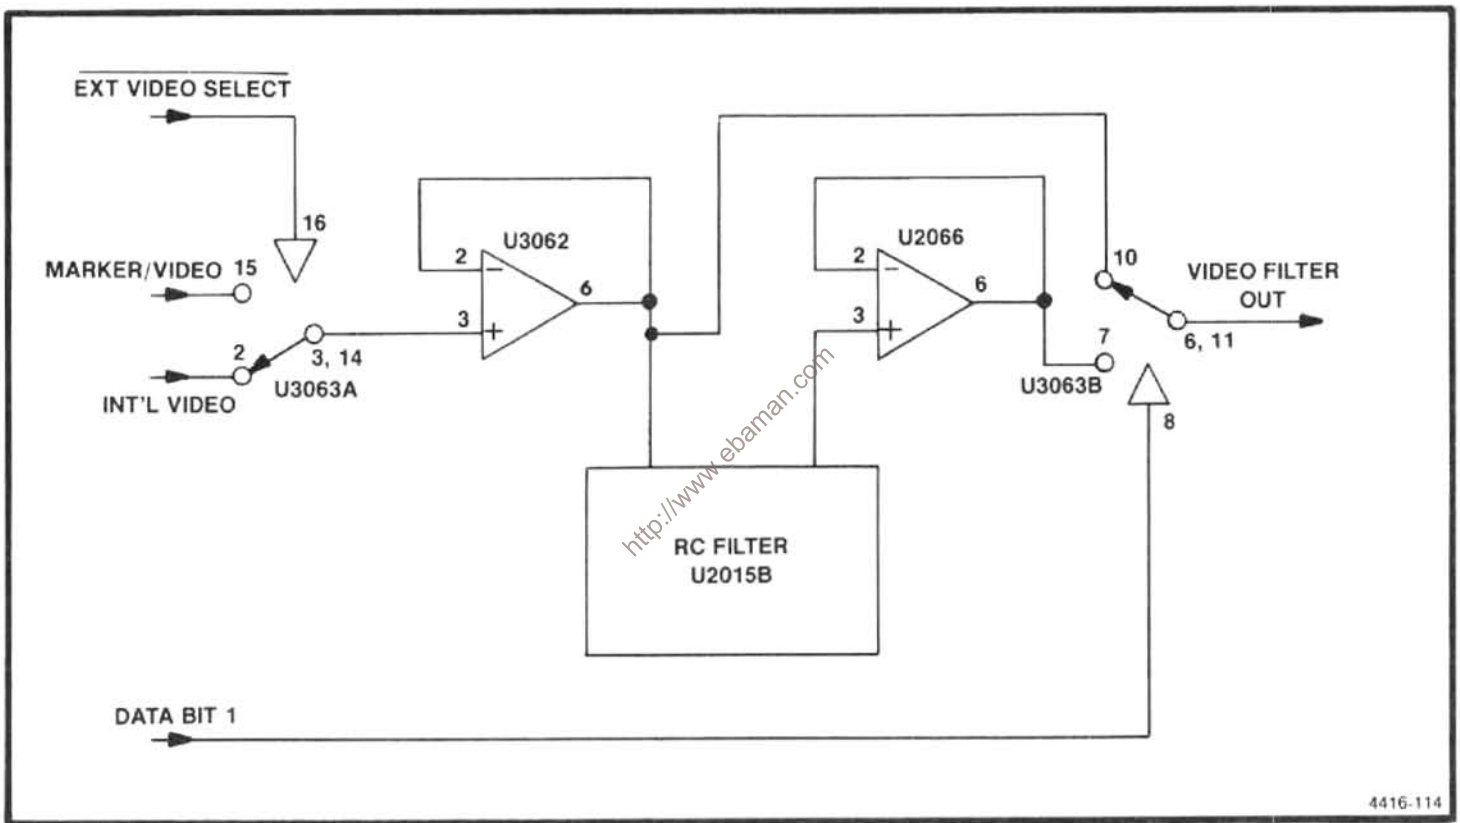 EXT VIDEO SELECT
16
MARKER/VIDEO 15
2
3, 14
U3063A
INT'L VIDEO
U3062
2
−
3
+
6
U2066
2
−
3
+
6
10
VIDEO FILTER
OUT
7
6, 11
U3063B
8
RC FILTER
U2015B
http://www.ebaman.com
DATA BIT 1
4416-114